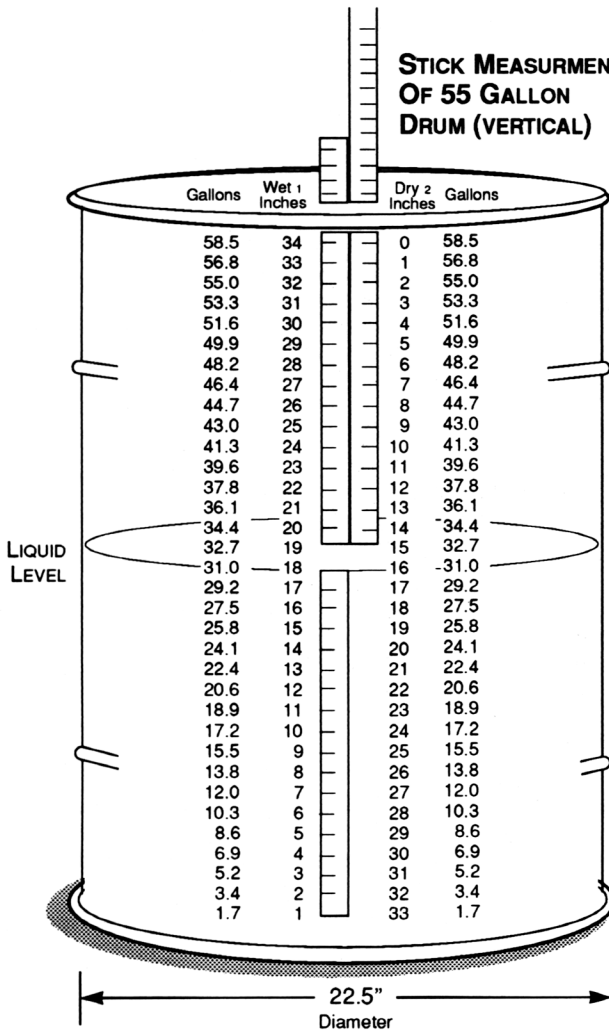 STICK MEASURMEN
OF 55 GALLON
DRUM (VERTICAL)
Gallons Wet 1 Inches Dry 2 Inches Gallons
58.5 34 0 58.5
56.8 33 1 56.8
55.0 32 2 55.0
53.3 31 3 53.3
51.6 30 4 51.6
49.9 29 5 49.9
48.2 28 6 48.2
46.4 27 7 46.4
44.7 26 8 44.7
43.0 25 9 43.0
41.3 24 10 41.3
39.6 23 11 39.6
37.8 22 12 37.8
36.1 21 13 36.1
34.4 20 14 34.4
32.7 19 15 32.7
31.0 18 16 31.0
29.2 17 17 29.2
27.5 16 18 27.5
25.8 15 19 25.8
24.1 14 20 24.1
22.4 13 21 22.4
20.6 12 22 20.6
18.9 11 23 18.9
17.2 10 24 17.2
15.5 9 25 15.5
13.8 8 26 13.8
12.0 7 27 12.0
10.3 6 28 10.3
8.6 5 29 8.6
6.9 4 30 6.9
5.2 3 31 5.2
3.4 2 32 3.4
1.7 1 33 1.7
LIQUID
LEVEL
22.5”
Diameter